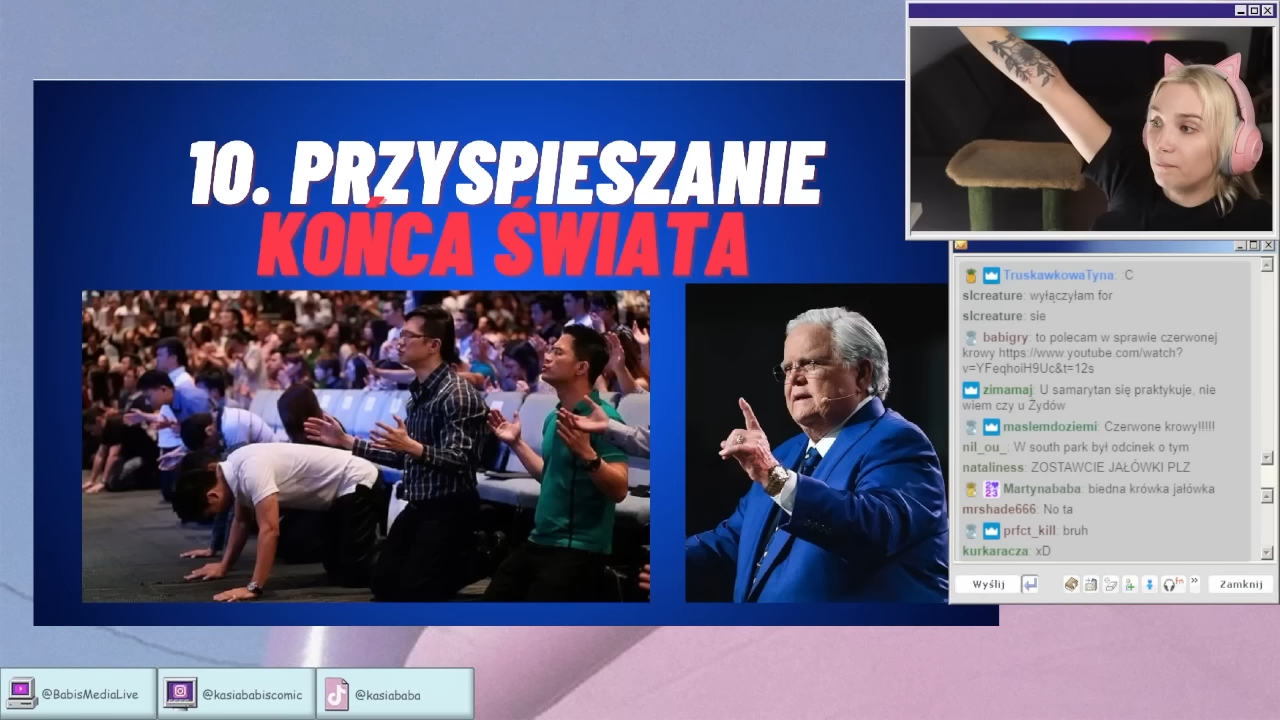 10. PRZYSPIESZANIE
KOŃCA ŚWIATA
TruskawkowaTyna: C
slcreature: wyłączyłam for
slcreature: sie
babigry: to polecam w sprawie czerwonej
krowy https://www.youtube.com/watch?
v=YFeqhoiH9Uc&t=12s
zimamaj: U samarytan się praktykuje, nie
wiem czy u Żydów
maslemdoziemi: Czerwone krowy!!!!!
nil_ou_: W south park był odcinek o tym
nataliness: ZOSTAWCIE JAŁÓWKI PLZ
Martynababa: biedna krówka jałówka
mrshade666: No ta
prfct_kill: bruh
kurkaracza: xD
Wyślij
fn
Zamknij
@BabisMediaLive
@kasiababiscomic
@kasiababa